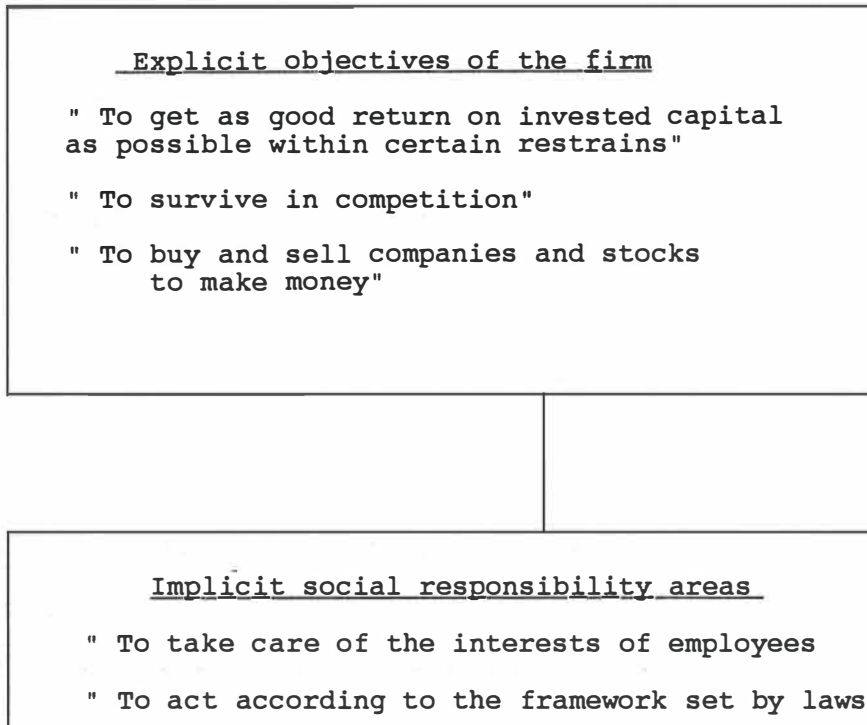 Explicit objectives of the firm
" To get as good return on invested capital
as possible within certain restrains"
" To survive in competition"
" To buy and sell companies and stocks
to make money"
Implicit social responsibility areas
" To take care of the interests of employees
" To act according to the framework set by laws